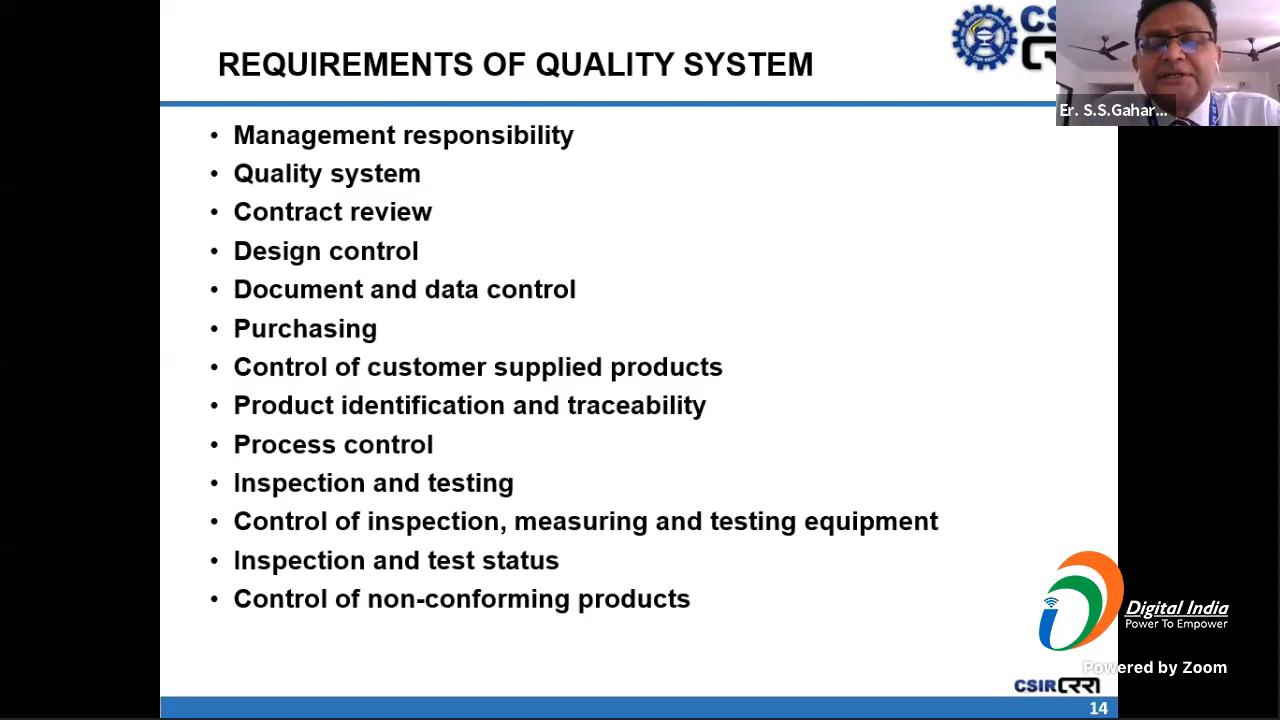 REQUIREMENTS OF QUALITY SYSTEM
Er. S.S.Gahar...
• Management responsibility
• Quality system
• Contract review
• Design control
• Document and data control
• Purchasing
• Control of customer supplied products
• Product identification and traceability
• Process control
• Inspection and testing
• Control of inspection, measuring and testing equipment
• Inspection and test status
• Control of non-conforming products
Digital India
Power To Empower
Powered by Zoom
CSIR CRRI
14